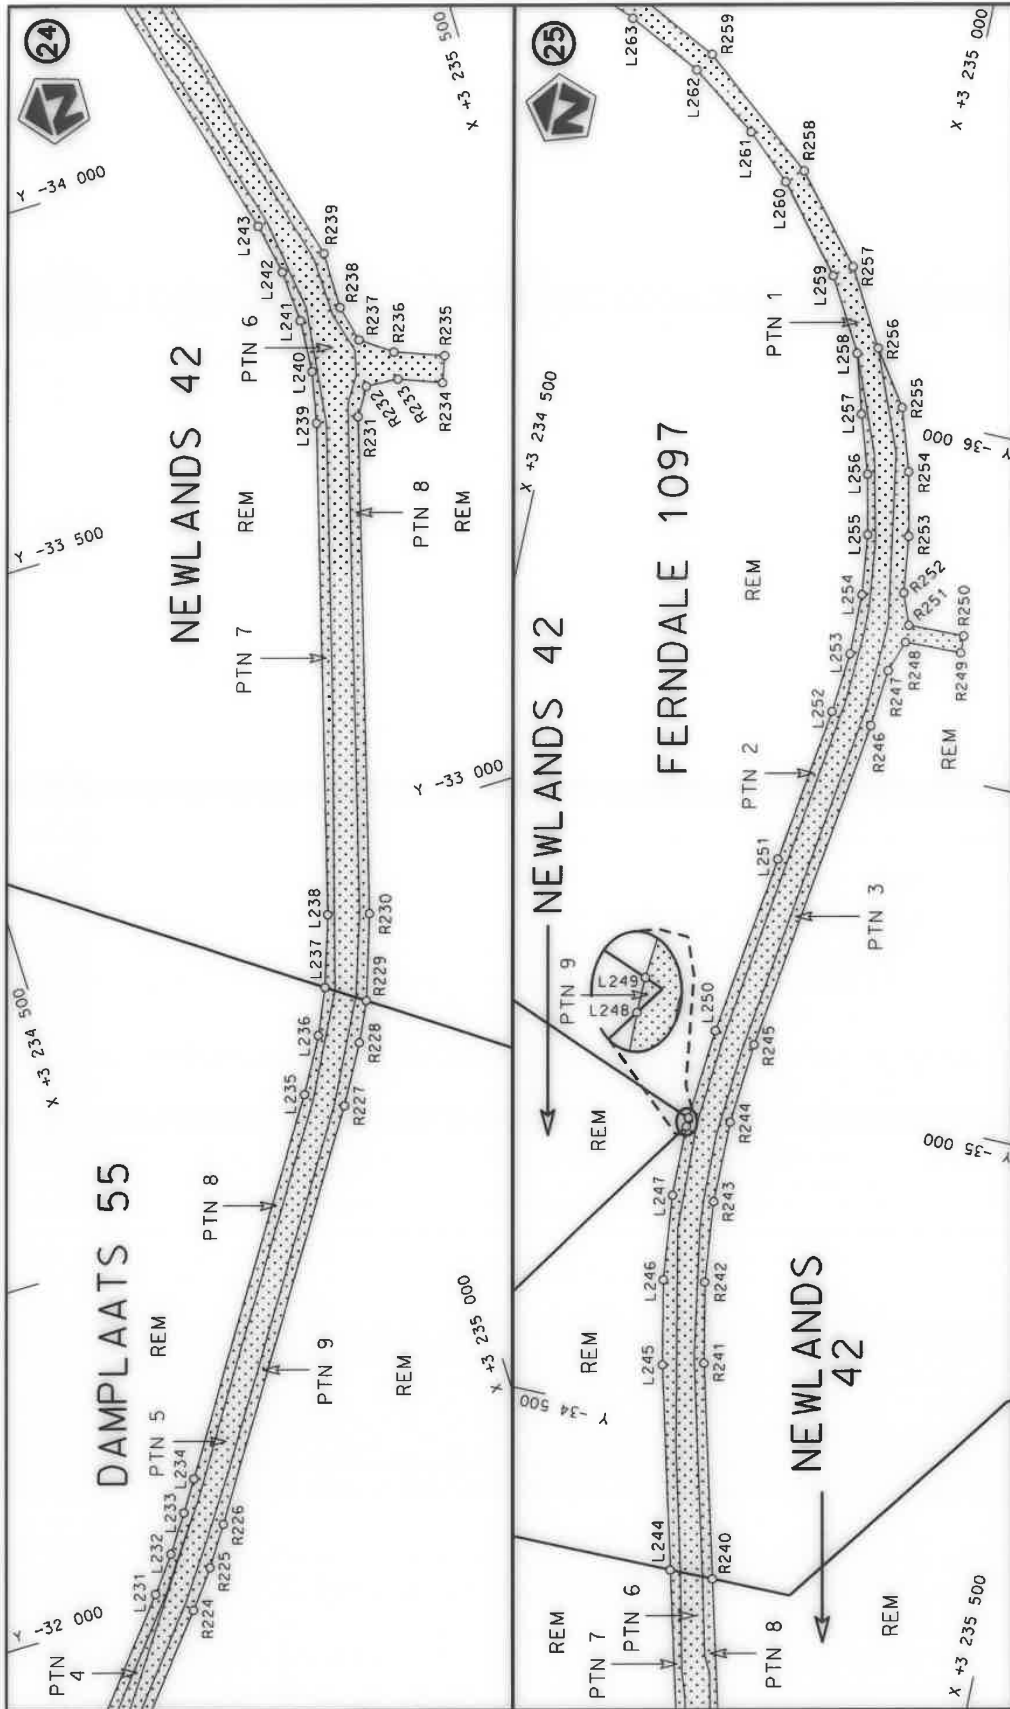 24
N
Y -34 000
X +3 235 500
L243
L242
L241
L240
L239
PTN 6
R239
R238
R237
R236
R235
R232
R233
R234
R231
NEWLANDS 42
REM
PTN 8
REM
Y -33 500
PTN 7
Y -33 000
L238
L237
R230
R229
R228
R227
L236
L235
X +3 234 500
DAMPLAATS 55
PTN 8
REM
PTN 9
REM
X +3 235 000
PTN 5
L234
L233
L232
L231
R226
R225
R224
Y -32 000
PTN 4
25
N
X +3 235 000
L263
R259
L262
L261
R258
L260
L259
R257
PTN 1
L258
R256
L257
R255
L256
R254
L255
R253
L254
R252
R251
R250
R249
R248
R247
L253
L252
R246
Y -36 000
X +3 234 500
FERNDALE 1097
REM
REM
PTN 2
L251
PTN 3
NEWLANDS 42
PTN 9
L249
L248
L250
R245
R244
REM
Y -35 000
L247
R243
L246
R242
L245
R241
REM
Y -34 500
NEWLANDS
42
L244
R240
PTN 6
PTN 7
PTN 8
REM
REM
X +3 235 500